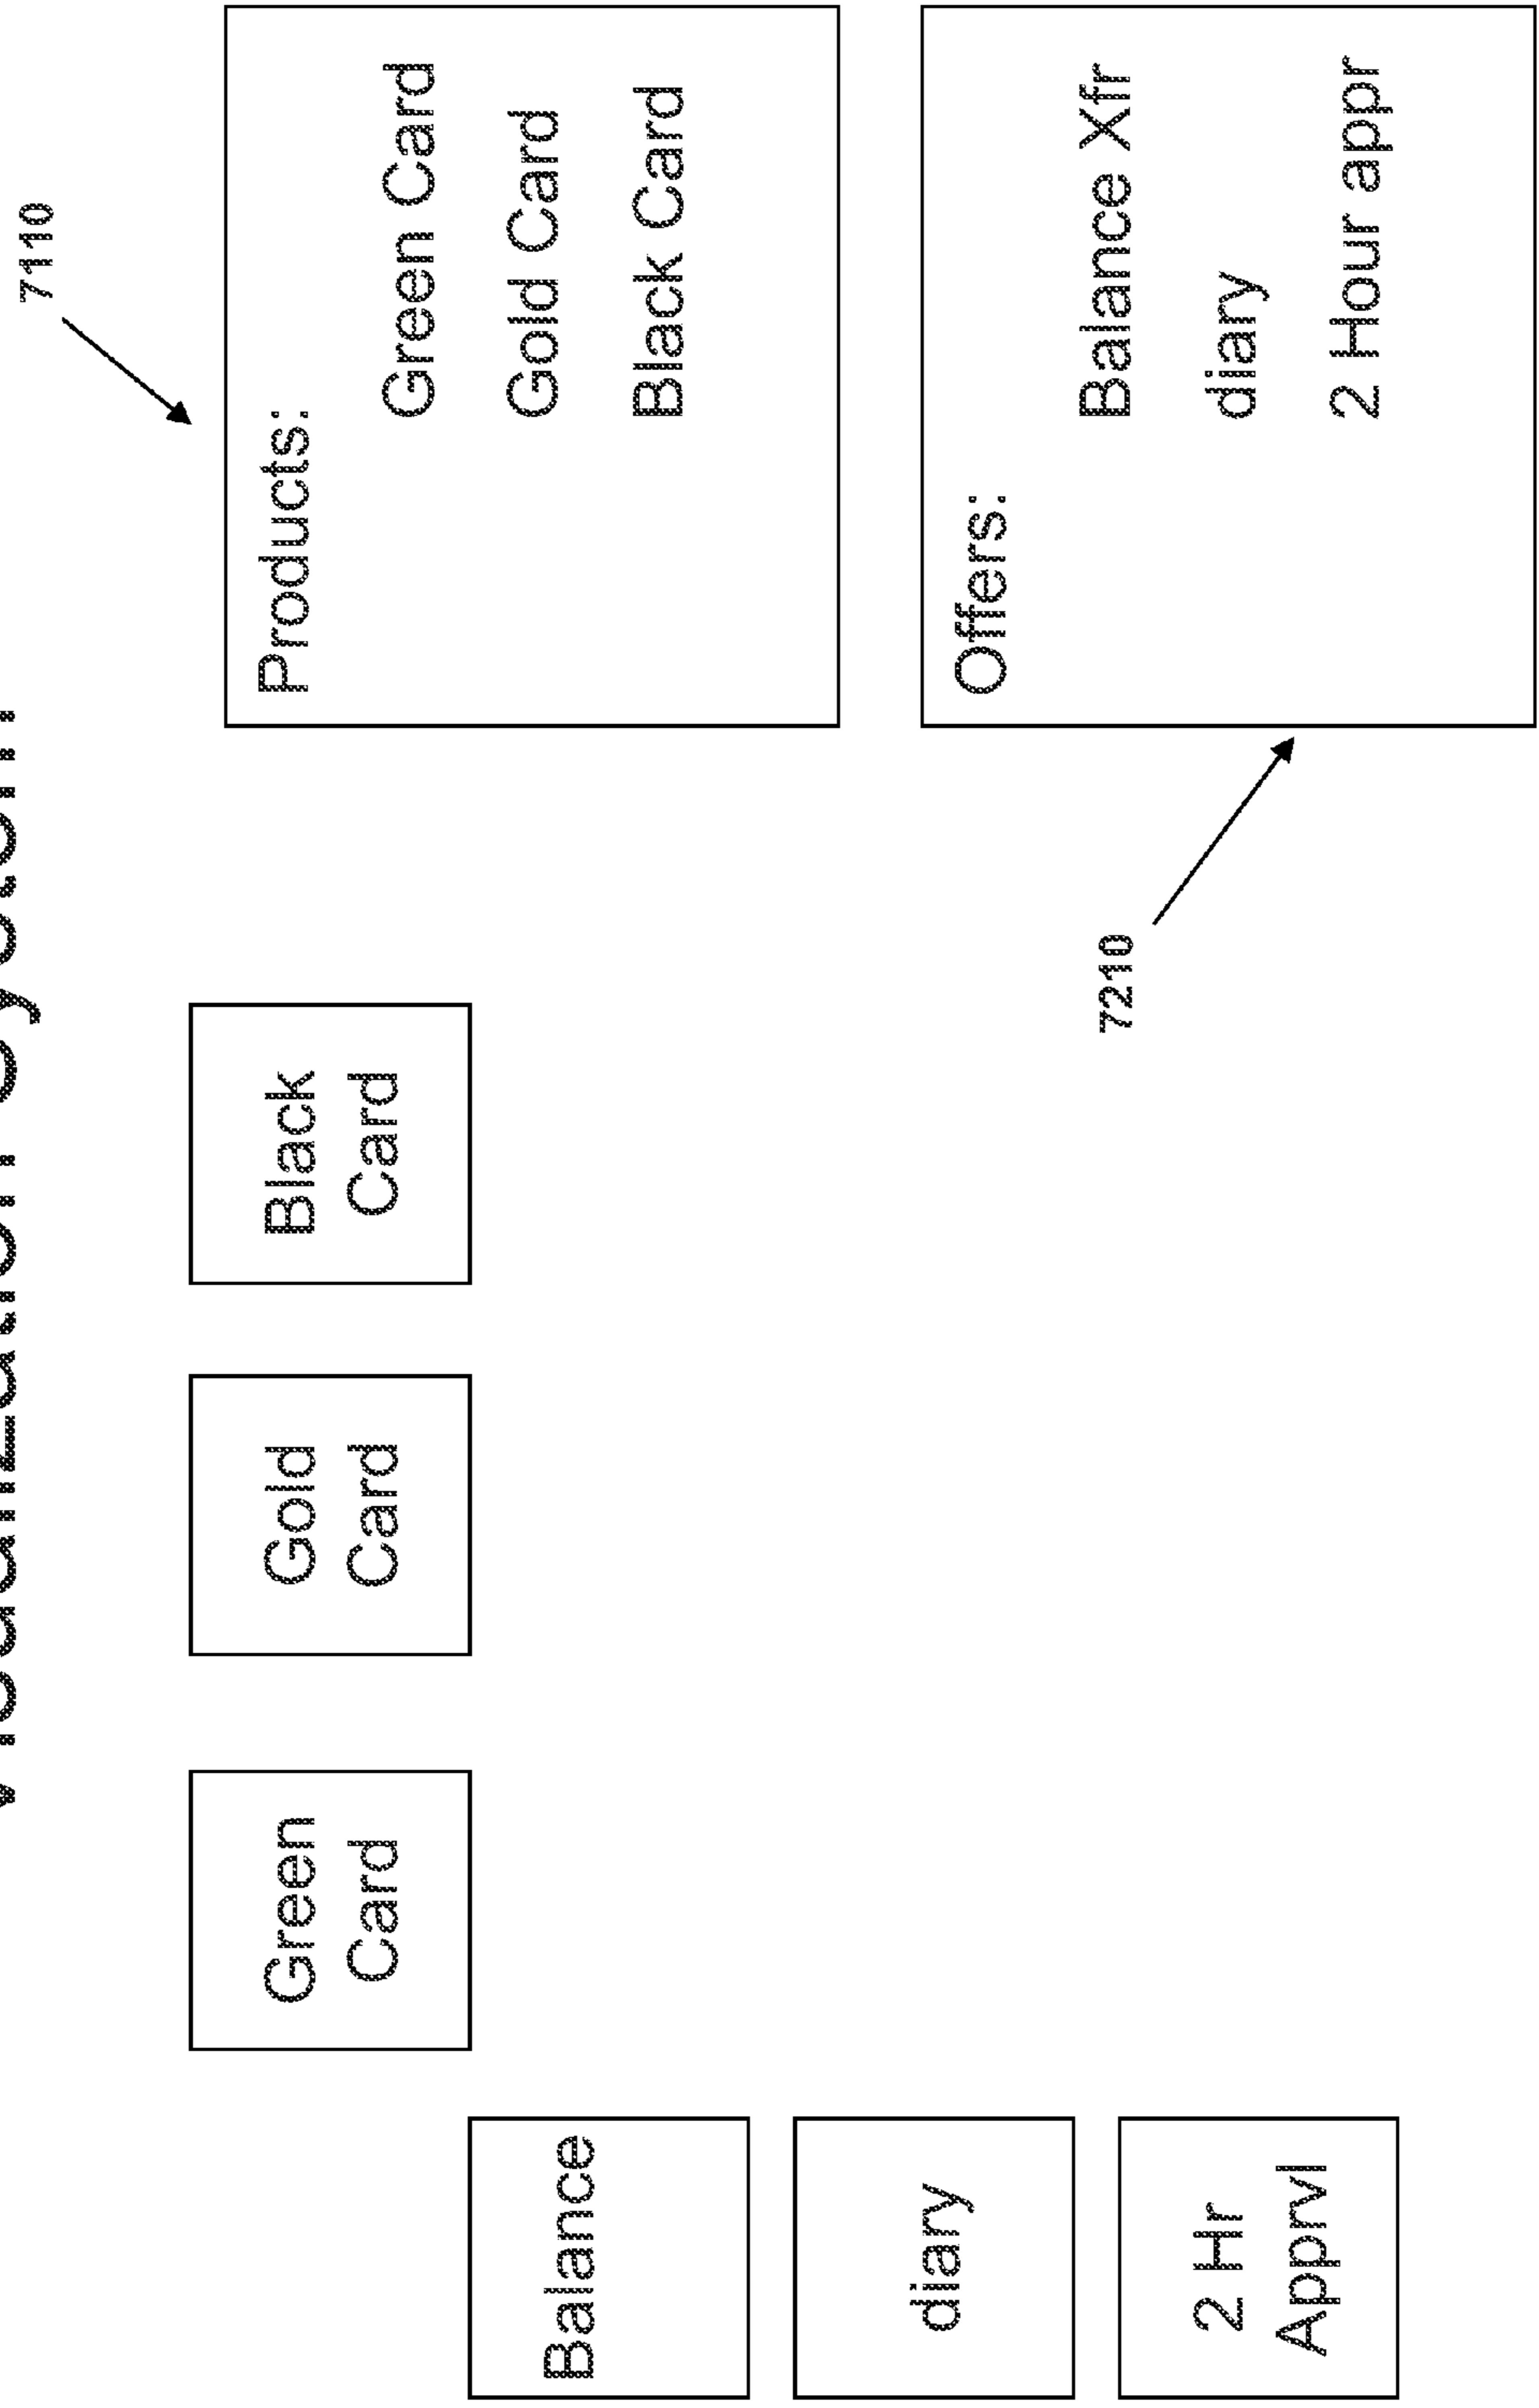 7110
Green
Card
Gold
Card
Black
Card
Products:
Green Card
Gold Card
Black Card
Balance
diary
2 Hr
Apprvl
7210
Offers:
Balance Xfr
diary
2 Hour appr